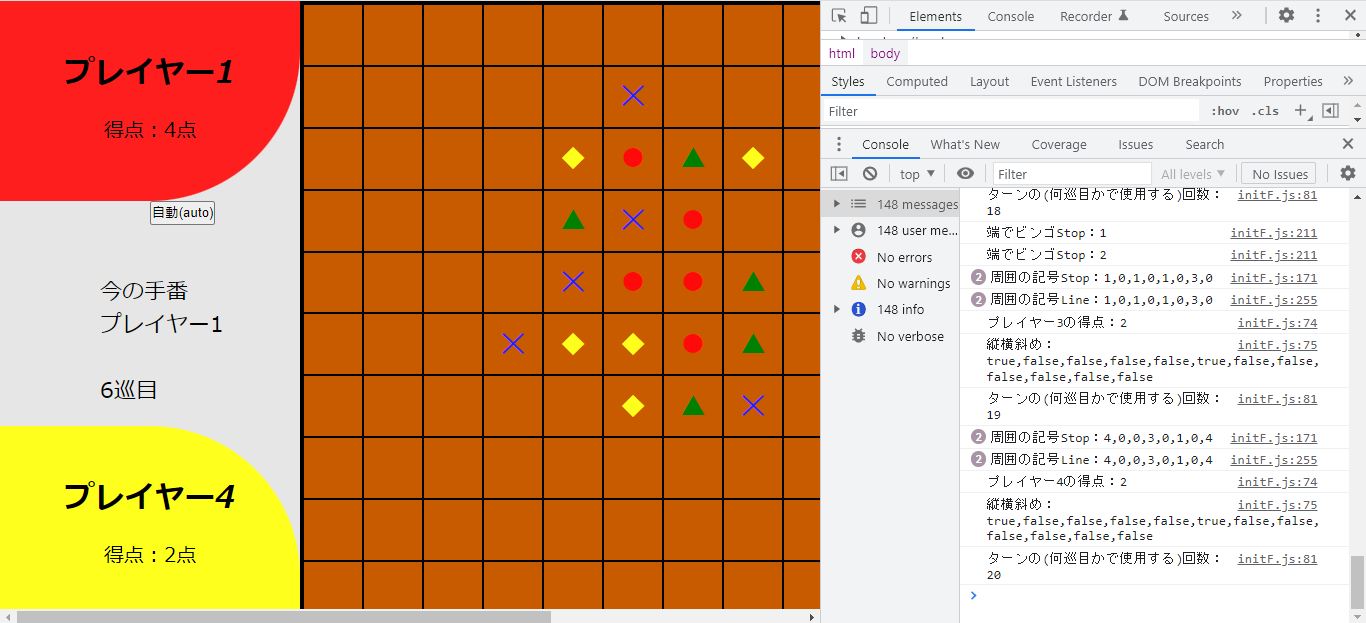 プレイヤー1
得点：4点
自動(auto)
今の手番
プレイヤー1
6巡目
プレイヤー4
得点：2点
Elements
Console
Recorder
Sources
»
html
body
Styles
Computed
Layout
Event Listeners
DOM Breakpoints
Properties
»
Filter
:hov
.cls
Console
What's New
Coverage
Issues
Search
top
Filter
All levels
No Issues
148 messages
148 user me...
No errors
No warnings
148 info
No verbose
ターンの(何巡目かで使用する)回数： initF.js:81
18
端でビンゴStop：1 initF.js:211
端でビンゴStop：2 initF.js:211
2 周囲の記号Stop：1,0,1,0,1,0,3,0 initF.js:171
2 周囲の記号Line：1,0,1,0,1,0,3,0 initF.js:255
プレイヤー3の得点：2 initF.js:74
縦横斜め： initF.js:75
true,false,false,false,false,true,false,false,
false,false,false,false
ターンの(何巡目かで使用する)回数： initF.js:81
19
2 周囲の記号Stop：4,0,0,3,0,1,0,4 initF.js:171
2 周囲の記号Line：4,0,0,3,0,1,0,4 initF.js:255
プレイヤー4の得点：2 initF.js:74
縦横斜め： initF.js:75
true,false,false,false,false,true,false,false,
false,false,false,false
ターンの(何巡目かで使用する)回数： initF.js:81
20